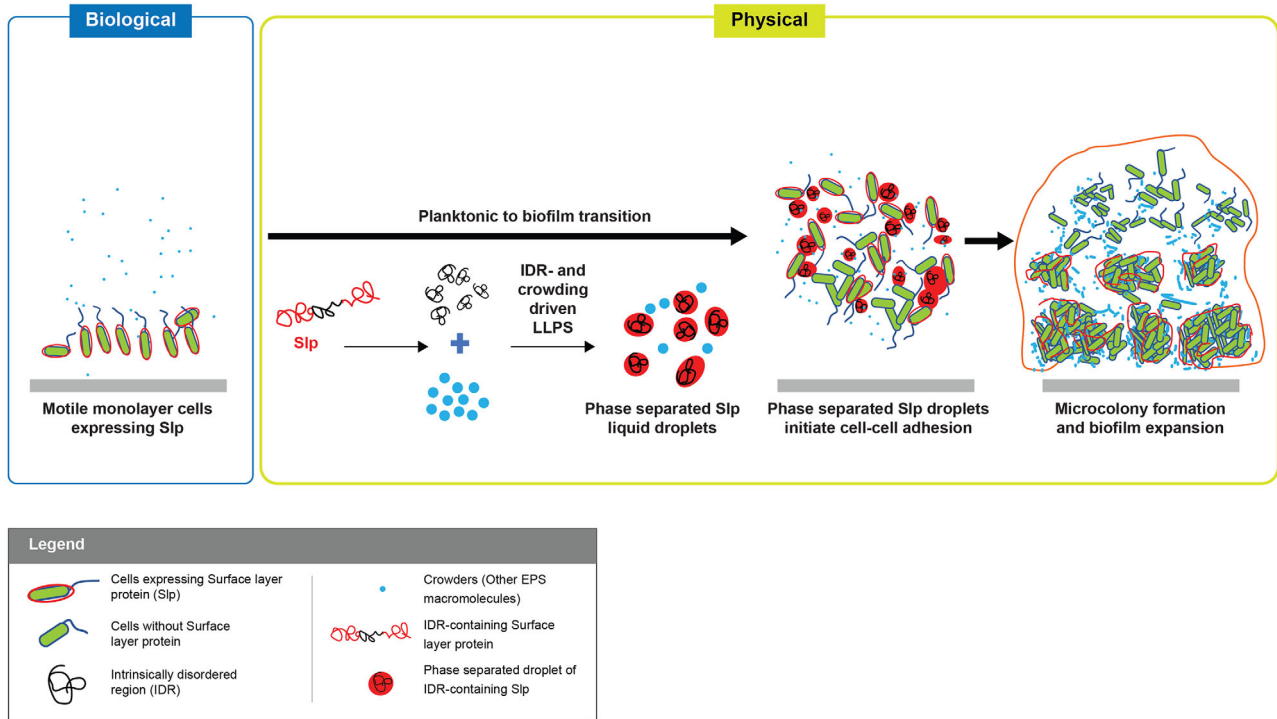 Biological
Physical
Planktonic to biofilm transition
Slp
IDR- and
crowding
driven
LLPS
Motile monolayer cells
expressing Slp
Phase separated Slp
liquid droplets
Phase separated Slp droplets
initiate cell-cell adhesion
Microcolony formation
and biofilm expansion
Legend
Cells expressing Surface layer
protein (Slp)
Cells without Surface
layer protein
Intrinsically disordered
region (IDR)
Crowders (Other EPS
macromolecules)
IDR-containing Surface
layer protein
Phase separated droplet of
IDR-containing Slp